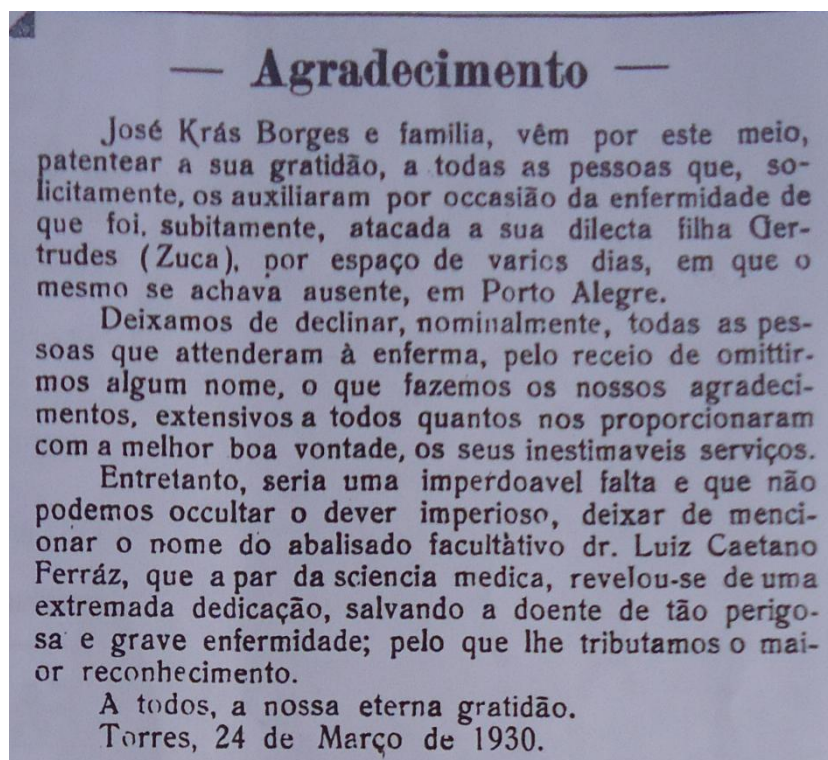 — Agradecimento —
José Krás Borges e familia, vêm por este meio,
patentear a sua gratidão, a todas as pessoas que, so-
licitamente, os auxiliaram por occasião da enfermidade de
que foi, subitamente, atacada a sua dilecta filha Ger-
trudes (Zuca), por espaço de varios dias, em que o
mesmo se achava ausente, em Porto Alegre.
Deixamos de declinar, nominalmente, todas as pes-
soas que attenderam à enferma, pelo receio de omittir-
mos algum nome, o que fazemos os nossos agradeci-
mentos, extensivos a todos quantos nos proporcionaram
com a melhor boa vontade, os seus inestimaveis serviços.
Entretanto, seria uma imperdoavel falta e que não
podemos occultar o dever imperioso, deixar de menci-
onar o nome do abalisado facultàtivo dr. Luiz Caetano
Ferráz, que a par da sciencia medica, revelou-se de uma
extremada dedicação, salvando a doente de tão perigo-
sa e grave enfermidade; pelo que lhe tributamos o mai-
or reconhecimento.
A todos, a nossa eterna gratidão.
Torres, 24 de Março de 1930.